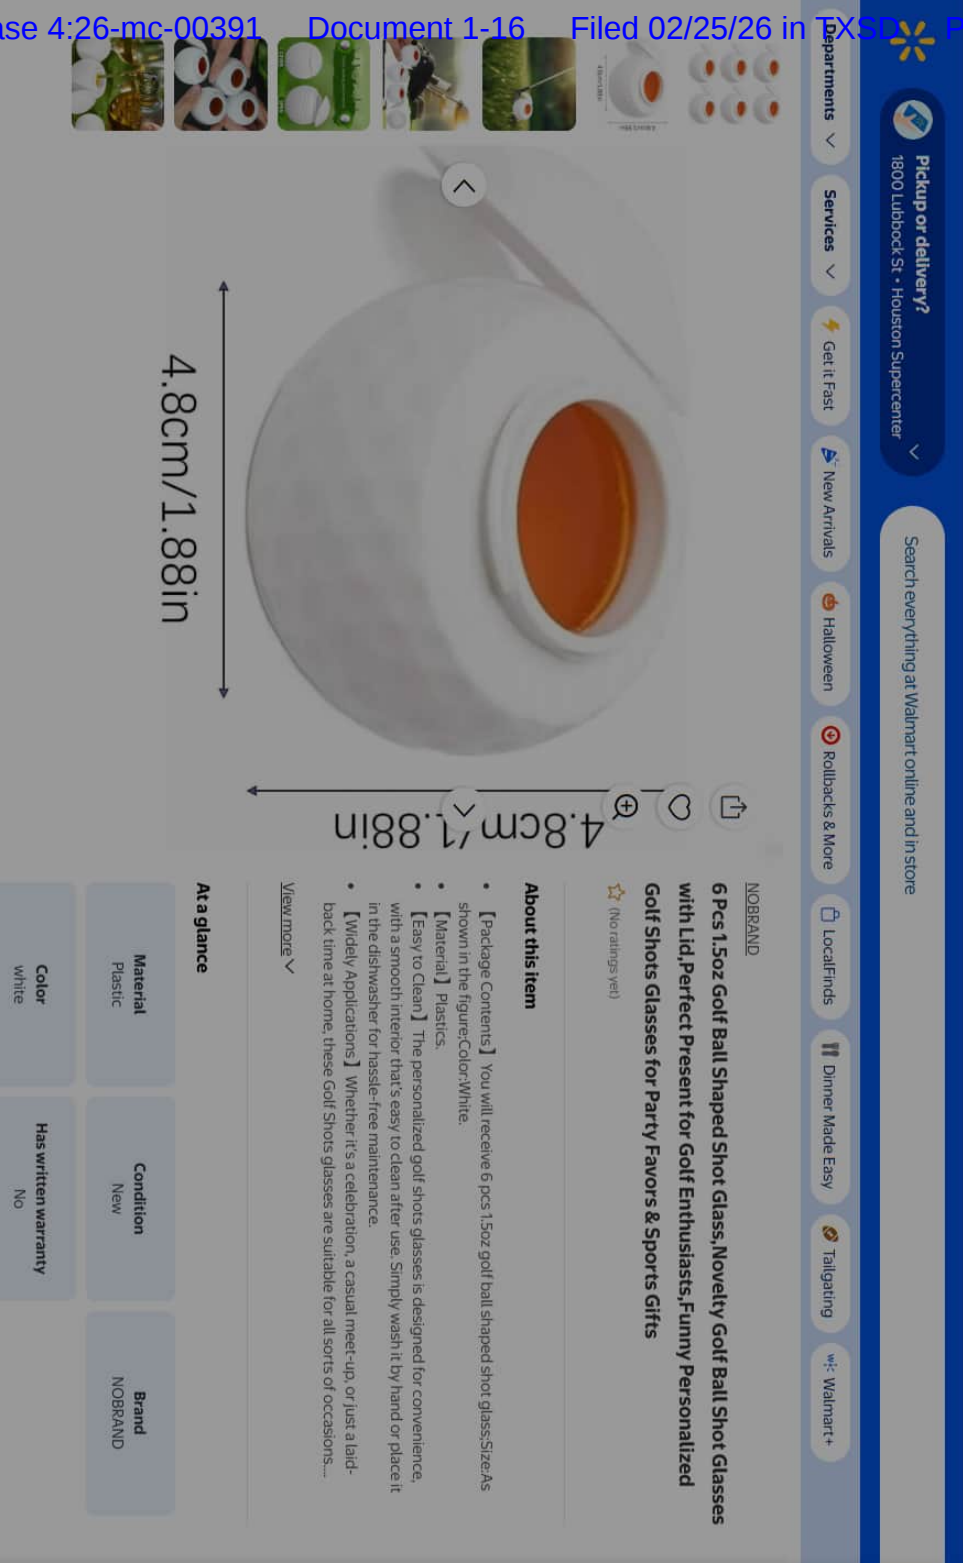 ase 4:26-mc-00391 Document 1-16 Filed 02/25/26 in TXSD P
Pickup or delivery?
1800 Lubbock St • Houston Supercenter
Search everything at Walmart online and in store
Departments
Services
Get it Fast
New Arrivals
Halloween
Rollbacks & More
LocalFinds
Dinner Made Easy
Tailgating
Walmart+
4.8cm/1.88in
4.8cm/1.88in
NOBRAND
6 Pcs 1.5oz Golf Ball Shaped Shot Glass,Novelty Golf Ball Shot Glasses
with Lid,Perfect Present for Golf Enthusiasts,Funny Personalized
Golf Shots Glasses for Party Favors & Sports Gifts
(No ratings yet)
About this item
• 【Package Contents】You will receive 6 pcs 1.5oz golf ball shaped shot glass;Size:As
shown in the figure;Color:White.
• 【Material】Plastics.
• 【Easy to Clean】The personalized golf shots glasses is designed for convenience,
with a smooth interior that's easy to clean after use. Simply wash it by hand or place it
in the dishwasher for hassle-free maintenance.
• 【Widely Applications】Whether it's a celebration, a casual meet-up, or just a laid-
back time at home, these Golf Shots glasses are suitable for all sorts of occasions....
View more
At a glance
Material
Plastic
Condition
New
Brand
NOBRAND
Color
white
Has written warranty
No